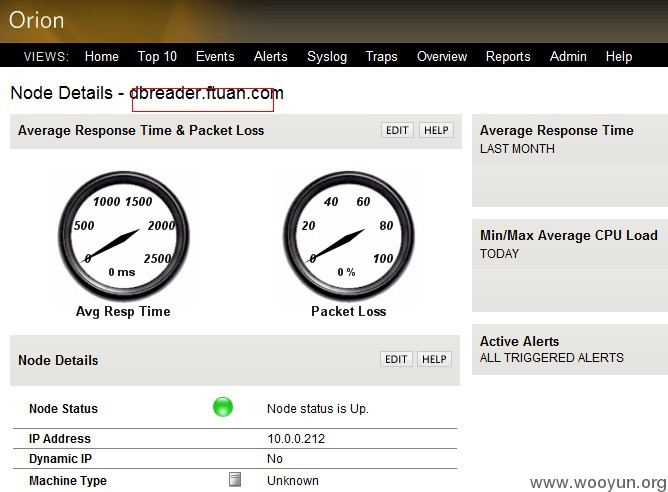 Orion
VIEWS: Home Top 10 Events Alerts Syslog Traps Overview Reports Admin Help
Node Details - dbreader.ftuan.com
Average Response Time & Packet Loss EDIT HELP
0 500 1000 1500 2000 2500
0 ms
Avg Resp Time
0 20 40 60 80 100
0 %
Packet Loss
Node Details EDIT HELP
Node Status Node status is Up.
IP Address 10.0.0.212
Dynamic IP No
Machine Type Unknown
Average Response Time
LAST MONTH
Min/Max Average CPU Load
TODAY
Active Alerts
ALL TRIGGERED ALERTS
www.wooyun.org